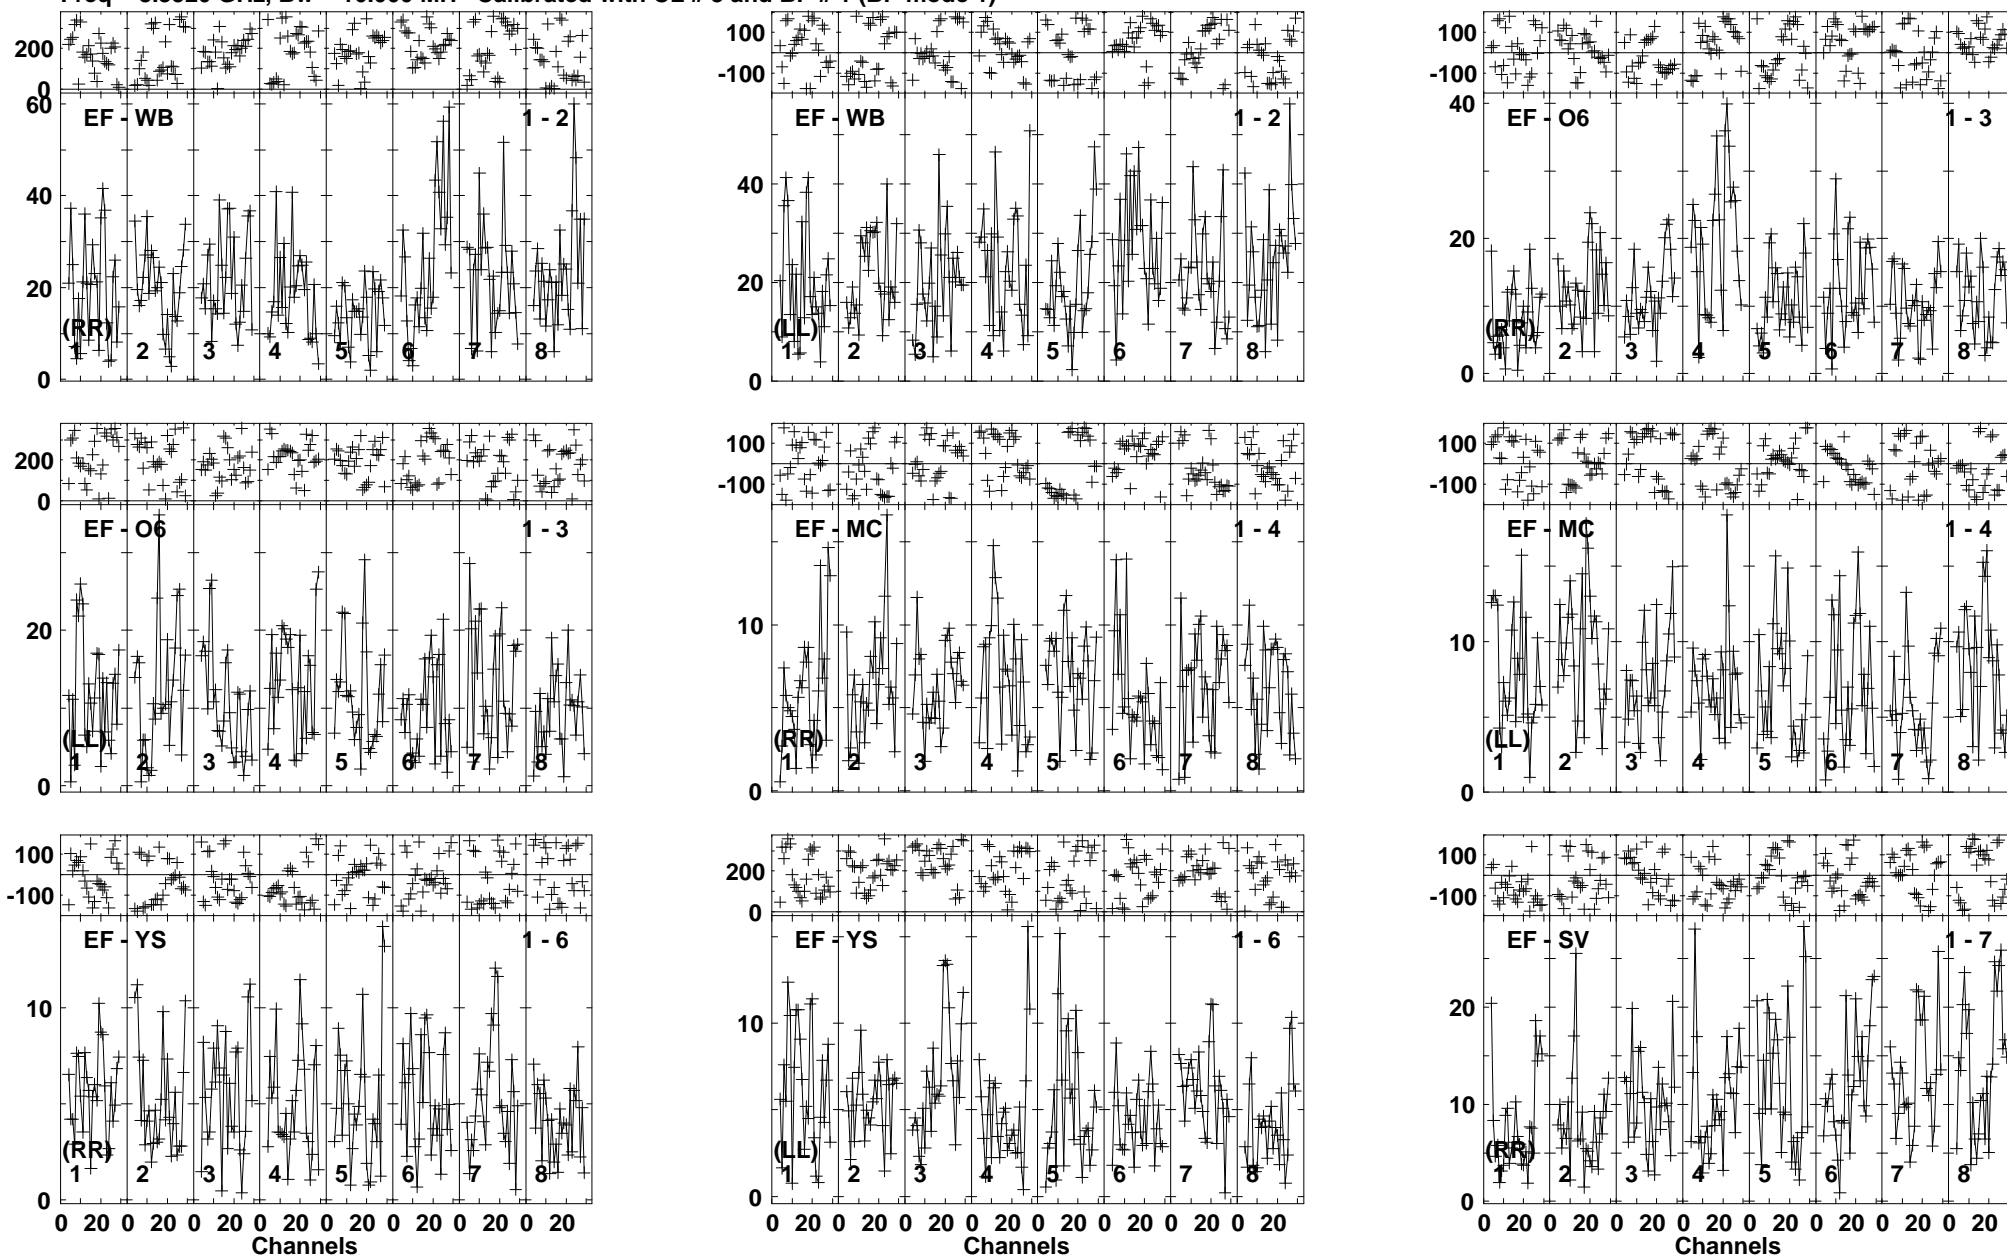 200 0 100 -100 100 -100
60 40 20 0 EF - WB 1 - 2 (RR) 1 2 3 4 5 6 7 8
40 20 0 EF - WB 1 - 2 (LL) 1 2 3 4 5 6 7 8
40 20 0 EF - O6 1 - 3 (RR) 1 2 3 4 5 6 7 8
200 0 100 -100 100 -100
20 0 EF - O6 1 - 3 (LL) 1 2 3 4 5 6 7 8
10 0 EF - MC 1 - 4 (RR) 1 2 3 4 5 6 7 8
10 0 EF - MC 1 - 4 (LL) 1 2 3 4 5 6 7 8
100 -100 200 0 100 -100
10 0 EF - YS 1 - 6 (RR) 1 2 3 4 5 6 7 8
10 0 EF - YS 1 - 6 (LL) 1 2 3 4 5 6 7 8
20 10 0 EF - SV 1 - 7 (RR) 1 2 3 4 5 6 7 8
0 20 0 20 0 20 0 20 0 20 0 20 0 20 0 20
0 20 0 20 0 20 0 20 0 20 0 20 0 20 0 20
0 20 0 20 0 20 0 20 0 20 0 20 0 20 0 20
Channels Channels Channels